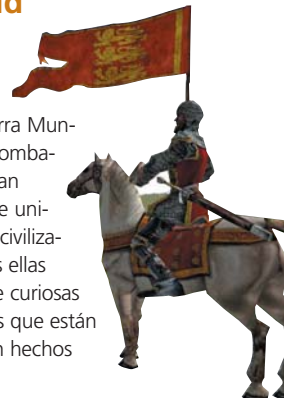 d
rra Mun-
omba-
an
e uni-
civiliza-
s ellas
e curiosas
s que están
n hechos